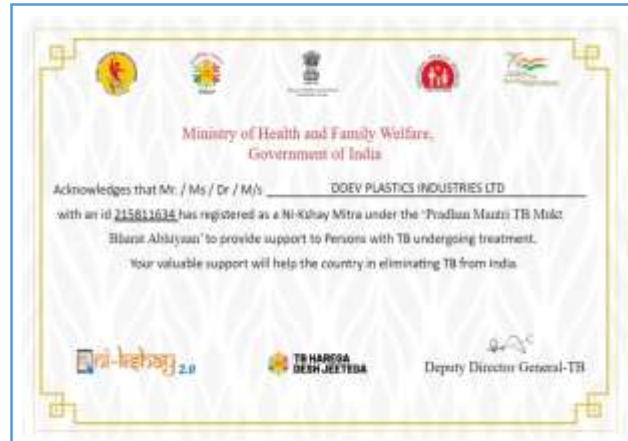 Ministry of Health and Family Welfare,
Government of India
Acknowledges that Mr. / Ms / Dr / M/s DDEV PLASTICS INDUSTRIES LTD
with an id 215811634 has registered as a Ni-Kshay Mitra under the "Pradhan Mantri TB Mukt
Bharat Abhiyaan" to provide support to Persons with TB undergoing treatment.
Your valuable support will help the country in eliminating TB from India.
ni-kshay 2.0
TB HAREGA
DESH JEETEGA
Deputy Director General-TB